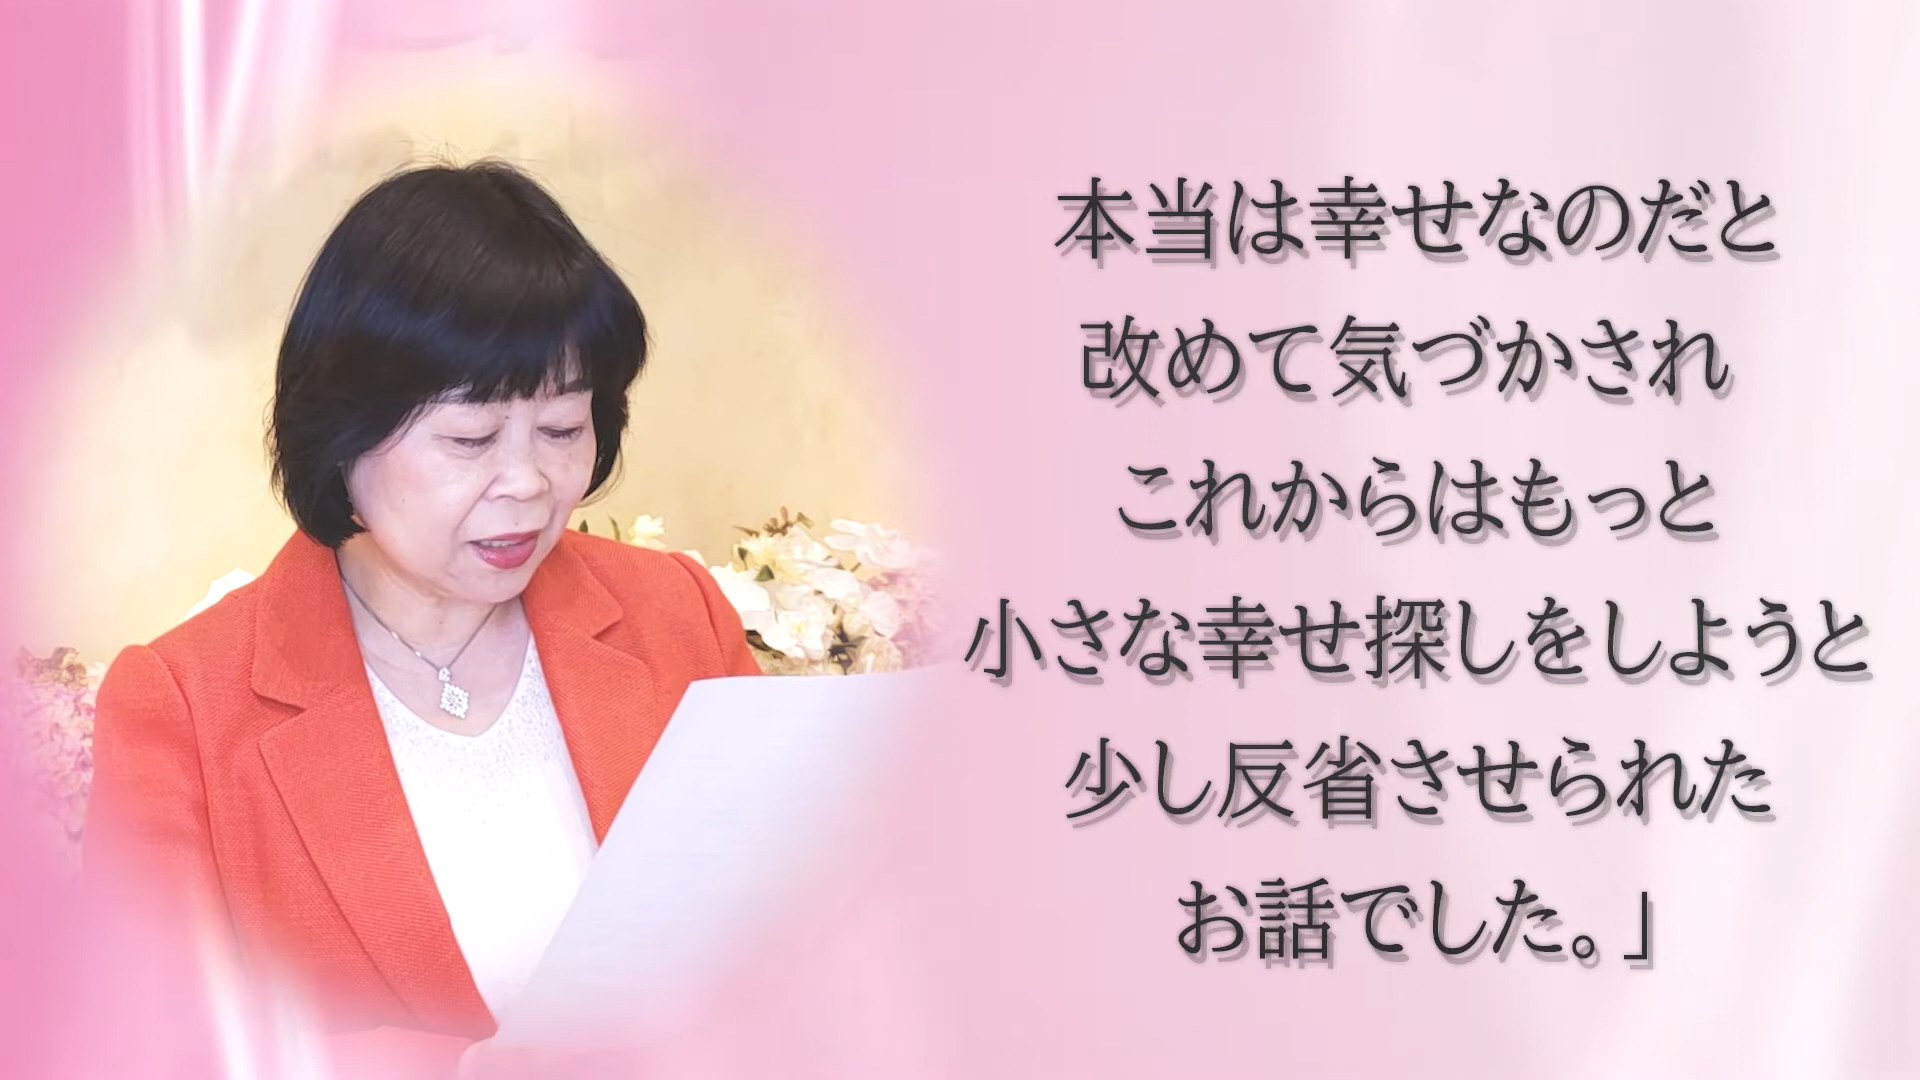 本当は幸せなのだと
改めて気づかされ
これからはもっと
小さな幸せ探しをしようと
少し反省させられた
お話でした。」